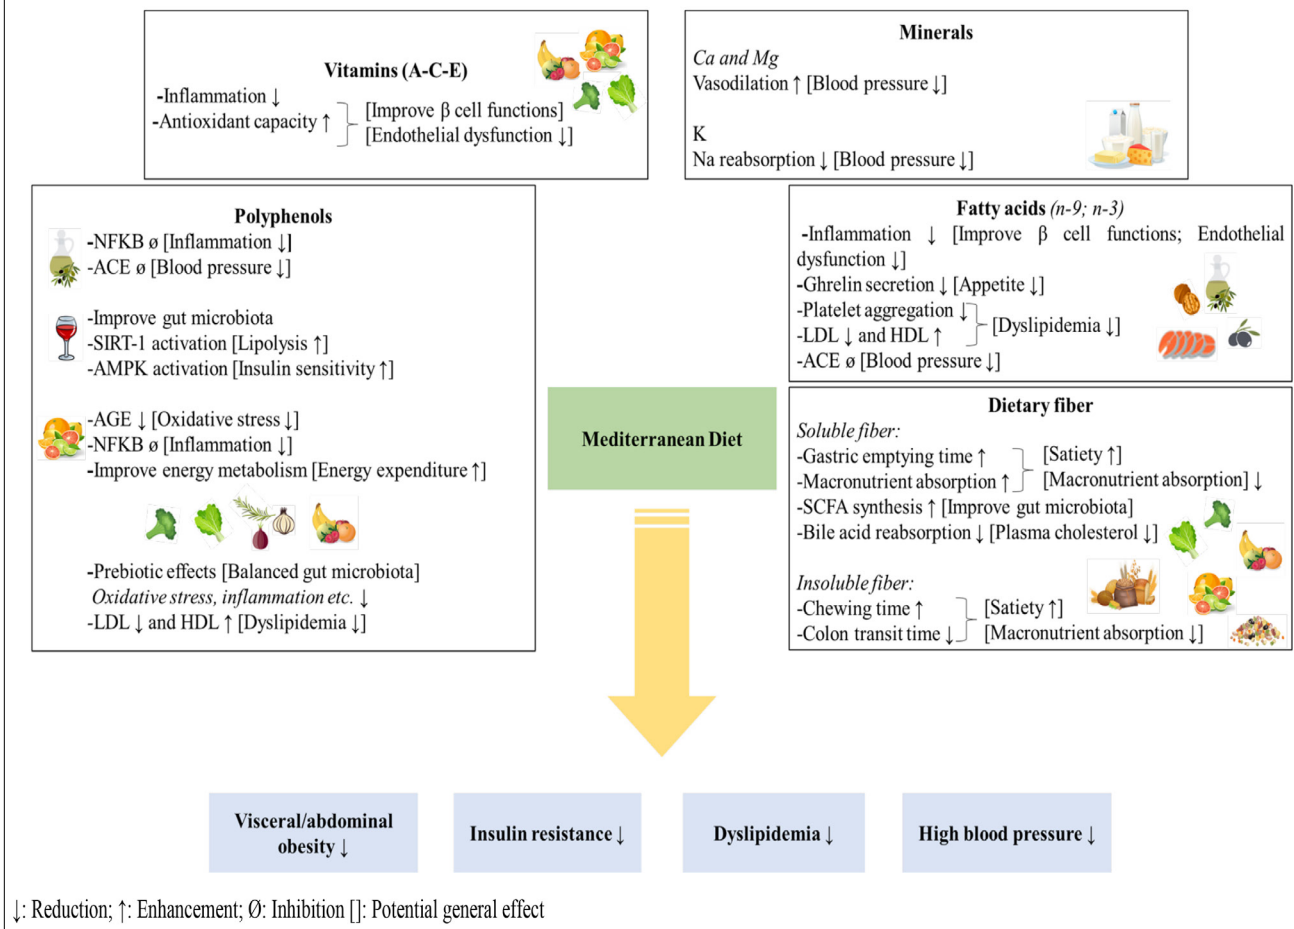 Vitamins (A-C-E)
-Inflammation ↓
-Antioxidant capacity ↑
[Improve β cell functions]
[Endothelial dysfunction ↓]
Minerals
Ca and Mg
Vasodilation ↑ [Blood pressure ↓]
K
Na reabsorption ↓ [Blood pressure ↓]
Polyphenols
-NFKB ø [Inflammation ↓]
-ACE ø [Blood pressure ↓]
-Improve gut microbiota
-SIRT-1 activation [Lipolysis ↑]
-AMPK activation [Insulin sensitivity ↑]
-AGE ↓ [Oxidative stress ↓]
-NFKB ø [Inflammation ↓]
-Improve energy metabolism [Energy expenditure ↑]
-Prebiotic effects [Balanced gut microbiota]
Oxidative stress, inflammation etc. ↓
-LDL ↓ and HDL ↑ [Dyslipidemia ↓]
Fatty acids (n-9; n-3)
-Inflammation ↓ [Improve β cell functions; Endothelial
dysfunction ↓]
-Ghrelin secretion ↓ [Appetite ↓]
-Platelet aggregation ↓
-LDL ↓ and HDL ↑
[Dyslipidemia ↓]
-ACE ø [Blood pressure ↓]
Mediterranean Diet
Dietary fiber
Soluble fiber:
-Gastric emptying time ↑
-Macronutrient absorption ↑
[Satiety ↑]
[Macronutrient absorption] ↓
-SCFA synthesis ↑ [Improve gut microbiota]
-Bile acid reabsorption ↓ [Plasma cholesterol ↓]
Insoluble fiber:
-Chewing time ↑
-Colon transit time ↓
[Satiety ↑]
[Macronutrient absorption ↓]
Visceral/abdominal
obesity ↓
Insulin resistance ↓
Dyslipidemia ↓
High blood pressure ↓
↓: Reduction; ↑: Enhancement; Ø: Inhibition []: Potential general effect